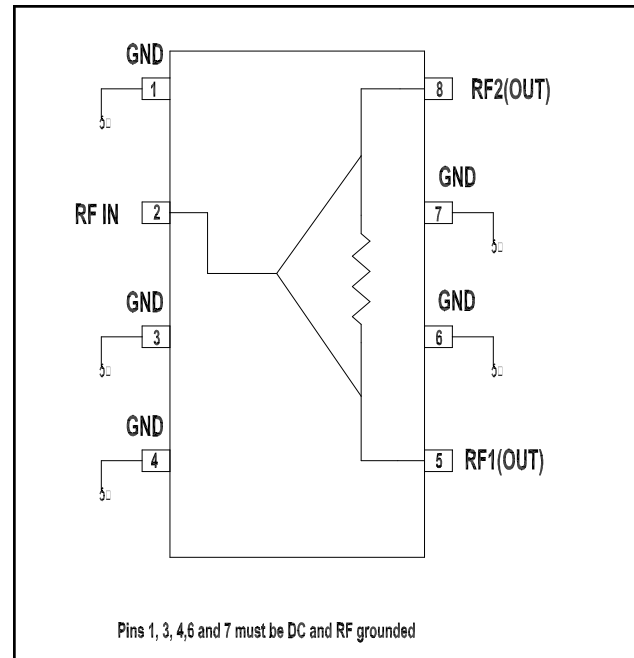 GND
1
8
RF2(OUT)
GND
RF IN
2
7
GND
GND
3
6
GND
4
5
RF1(OUT)
Pins 1, 3, 4,6 and 7 must be DC and RF grounded